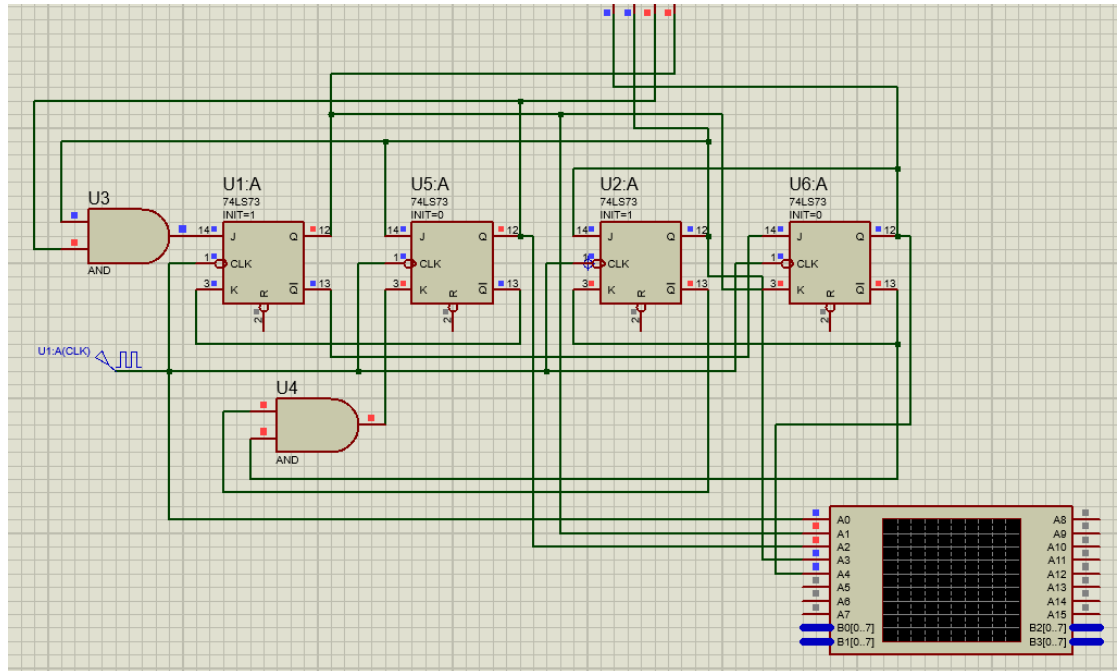 U3
AND
U1:A
74LS73
INIT=1
14
J
Q
12
1
CLK
3
K
QI
13
R
2
U5:A
74LS73
INIT=0
14
J
Q
12
1
CLK
3
K
QI
13
R
2
U2:A
74LS73
INIT=1
14
J
Q
12
1
CLK
3
K
QI
13
R
2
U6:A
74LS73
INIT=0
14
J
Q
12
1
CLK
3
K
QI
13
R
2
U1:A(CLK)
U4
AND
A0
A1
A2
A3
A4
A5
A6
A7
B0[0..7]
B1[0..7]
A8
A9
A10
A11
A12
A13
A14
A15
B2[0..7]
B3[0..7]